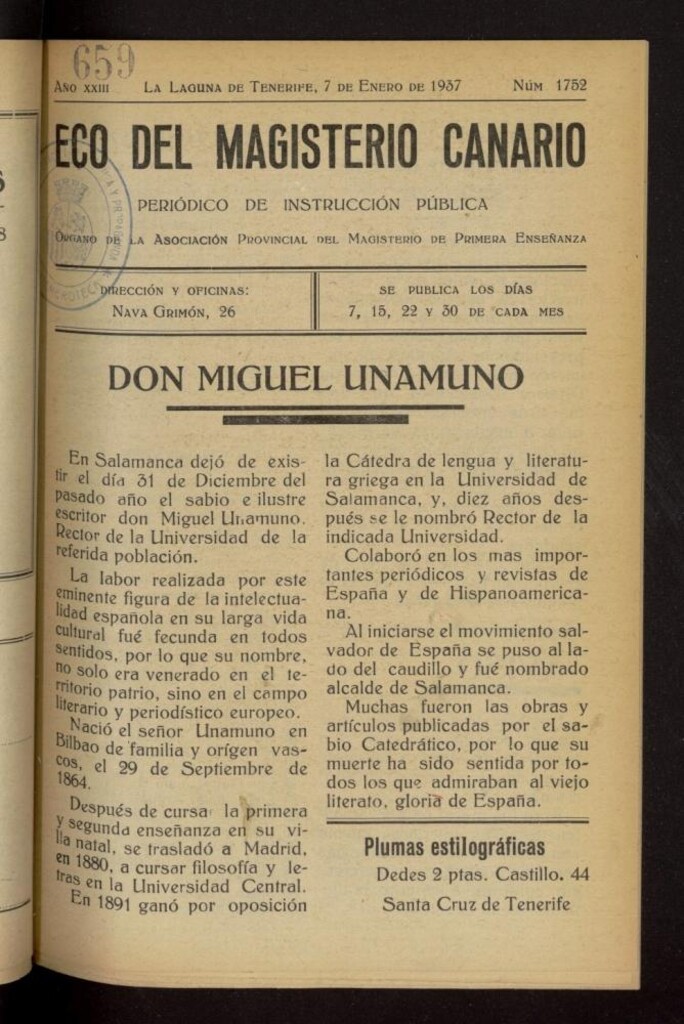 659
AÑO XXIII LA LAGUNA DE TENERIFE, 7 DE ENERO DE 1937 NÚM 1752
ECO DEL MAGISTERIO CANARIO
PERIÓDICO DE INSTRUCCIÓN PÚBLICA
ÓRGANO DE LA ASOCIACIÓN PROVINCIAL DEL MAGISTERIO DE PRIMERA ENSEÑANZA
DIRECCIÓN Y OFICINAS:
NAVA GRIMÓN, 26
SE PUBLICA LOS DÍAS
7, 15, 22 Y 30 DE CADA MES
DON MIGUEL UNAMUNO
En Salamanca dejó de exis-
tir el día 31 de Diciembre del
pasado año el sabio e ilustre
escritor don Miguel Unamuno.
Rector de la Universidad de la
referida población.
La labor realizada por este
eminente figura de la intelectua-
lidad española en su larga vida
cultural fué fecunda en todos
sentidos, por lo que su nombre,
no solo era venerado en el te-
rritorio patrio, sino en el campo
literario y periodístico europeo.
Nació el señor Unamuno en
Bilbao de familia y orígen vas-
cos, el 29 de Septiembre de
1864.
Después de cursa la primera
y segunda enseñanza en su vi-
lla natal, se trasladó a Madrid,
en 1880, a cursar filosofía y le-
tras en la Universidad Central.
En 1891 ganó por oposición
la Cátedra de lengua y literatu-
ra griega en la Universidad de
Salamanca, y, diez años des-
pués se le nombró Rector de la
indicada Universidad.
Colaboró en los mas impor-
tantes periódicos y revistas de
España y de Hispanoamerica-
na.
Al iniciarse el movimiento sal-
vador de España se puso al la-
do del caudillo y fué nombrado
alcalde de Salamanca.
Muchas fueron las obras y
artículos publicadas por el sa-
bio Catedrático, por lo que su
muerte ha sido sentida por to-
dos los que admiraban al viejo
literato, gloria de España.
Plumas estilográficas
Dedes 2 ptas. Castillo. 44
Santa Cruz de Tenerife